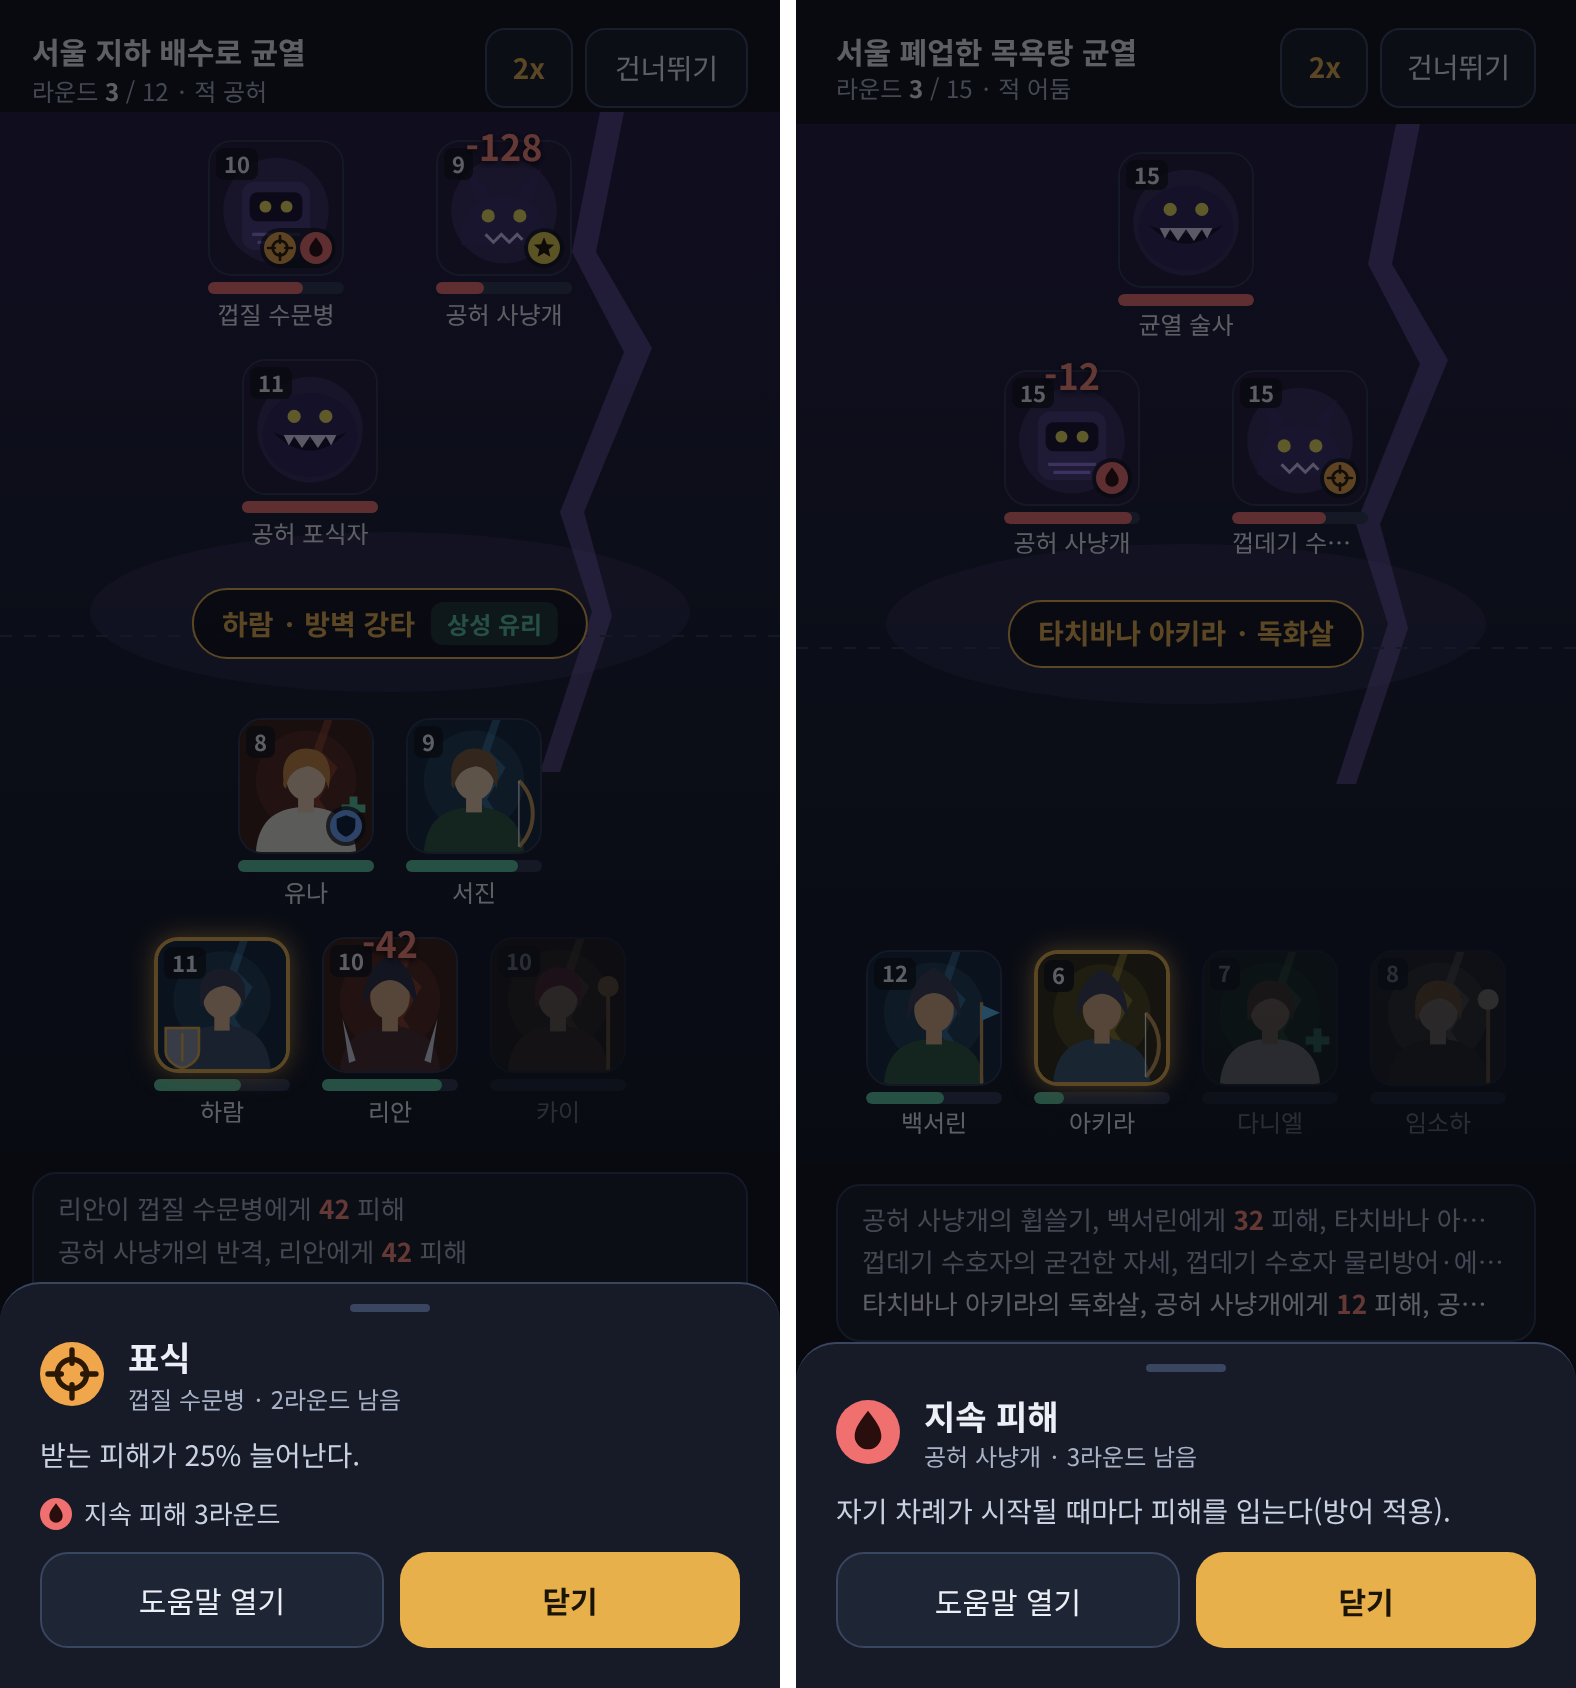 서울 지하 배수로 균열
라운드 3 / 12 · 적 공허
2x
건너뛰기
10
9
-128
껍질 수문병
공허 사냥개
11
공허 포식자
하람 · 방벽 강타
상성 유리
8
9
유나
서진
11
10
-42
10
하람
리안
카이
리안이 껍질 수문병에게 42 피해
공허 사냥개의 반격, 리안에게 42 피해
표식
껍질 수문병 · 2라운드 남음
받는 피해가 25% 늘어난다.
지속 피해 3라운드
도움말 열기
닫기
서울 폐업한 목욕탕 균열
라운드 3 / 15 · 적 어둠
2x
건너뛰기
15
균열 술사
15
-12
15
공허 사냥개
껍데기 수…
타치바나 아키라 · 독화살
12
6
7
8
백서린
아키라
다니엘
임소하
공허 사냥개의 휩쓸기, 백서린에게 32 피해, 타치바나 아…
껍데기 수호자의 굳건한 자세, 껍데기 수호자 물리방어·에…
타치바나 아키라의 독화살, 공허 사냥개에게 12 피해, 공…
지속 피해
공허 사냥개 · 3라운드 남음
자기 차례가 시작될 때마다 피해를 입는다(방어 적용).
도움말 열기
닫기